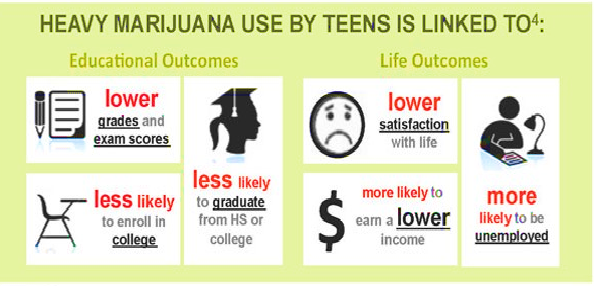 HEAVY MARIJUANA USE BY TEENS IS LINKED TO⁴:
Educational Outcomes
lower
grades and
exam scores
less likely
to graduate
from HS or
college
less likely
to enroll in
college
Life Outcomes
lower
satisfaction
with life
more likely to
earn a lower
income
more
likely to be
unemployed